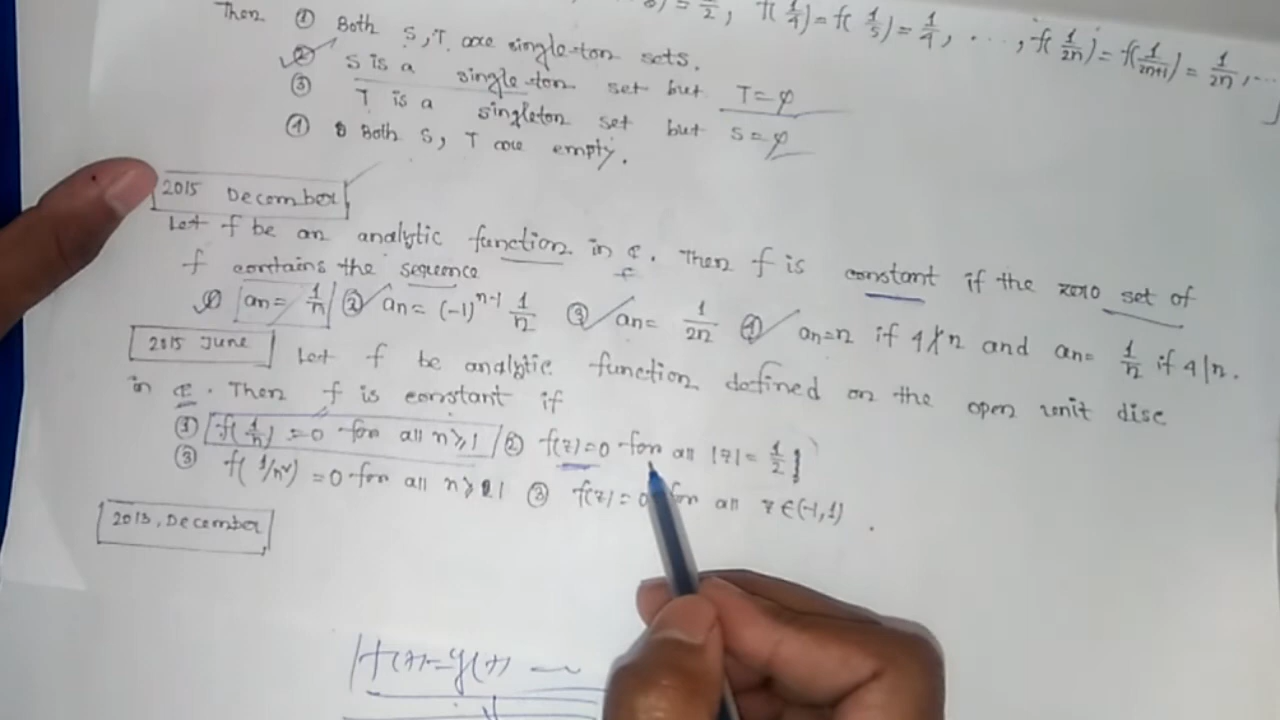 ) = 1/2, f(1/4) = f(1/5) = 1/4, ..., f(1/2n) = f(1/2n+1) = 1/2n, ...
Then ① Both S, T are singleton sets.
② S is a singleton set but T = φ
③ T is a singleton set but S = φ
④ Both S, T are empty.
2015 December
Let f be an analytic function in ℂ. Then f is constant if the zero set of
f contains the sequence
① an = 1/n ② an = (-1)^(n-1) 1/n ③ an = 1/2n ④ an = n if 4∤n and an = 1/n if 4|n.
2015 June Let f be analytic function defined on the open unit disc
in ℂ. Then f is constant if
① f(1/n) = 0 for all n ≥ 1 ② f(z) = 0 for all |z| = 1/2
③ f(1/n²) = 0 for all n ≥ 1 ③ f(z) = 0 for all z ∈ (-1, 1).
2013, December
f(z) = g(z)